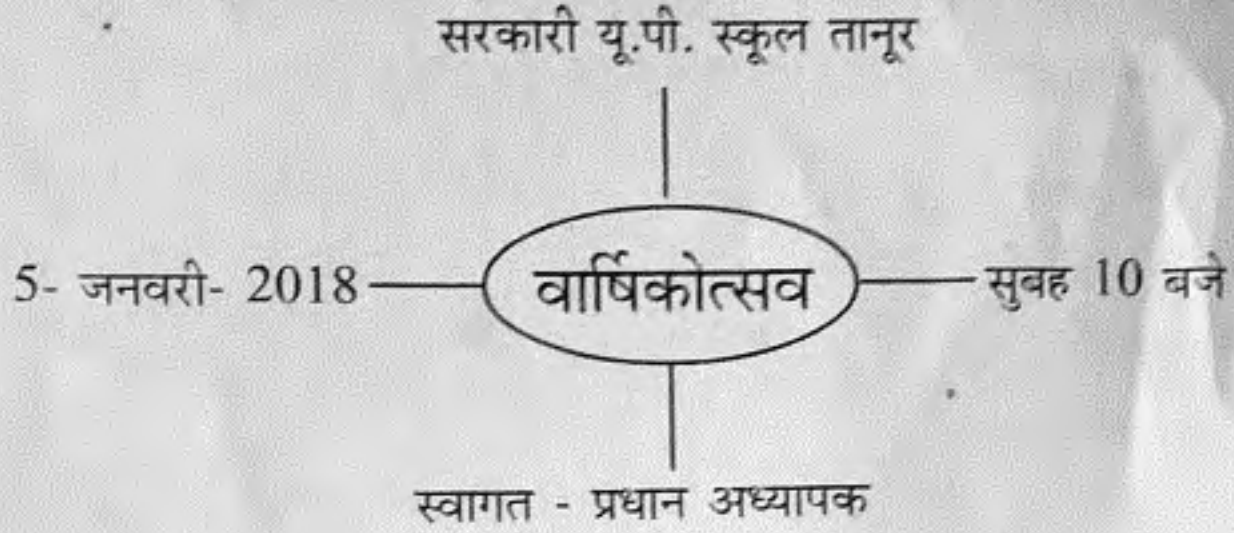 सरकारी यू.पी. स्कूल तानूर
5- जनवरी- 2018
वार्षिकोत्सव
सुबह 10 बजे
स्वागत - प्रधान अध्यापक